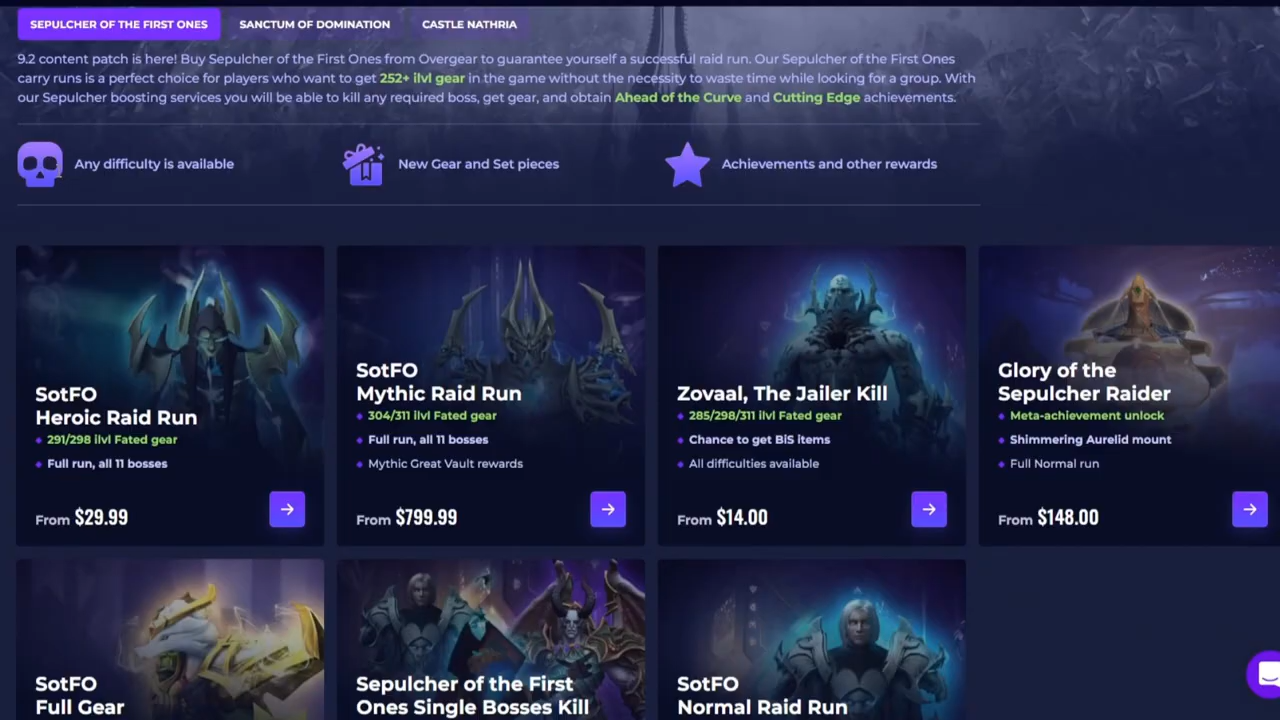 SEPULCHER OF THE FIRST ONES
SANCTUM OF DOMINATION
CASTLE NATHRIA
9.2 content patch is here! Buy Sepulcher of the First Ones from Overgear to guarantee yourself a successful raid run. Our Sepulcher of the First Ones
carry runs is a perfect choice for players who want to get 252+ ilvl gear in the game without the necessity to waste time while looking for a group. With
our Sepulcher boosting services you will be able to kill any required boss, get gear, and obtain Ahead of the Curve and Cutting Edge achievements.
Any difficulty is available
New Gear and Set pieces
Achievements and other rewards
SotFO
Heroic Raid Run
291/298 ilvl Fated gear
Full run, all 11 bosses
From $29.99
SotFO
Mythic Raid Run
304/311 ilvl Fated gear
Full run, all 11 bosses
Mythic Great Vault rewards
From $799.99
Zovaal, The Jailer Kill
285/298/311 ilvl Fated gear
Chance to get BiS items
All difficulties available
From $14.00
Glory of the
Sepulcher Raider
Meta-achievement unlock
Shimmering Aurelid mount
Full Normal run
From $148.00
SotFO
Full Gear
Sepulcher of the First
Ones Single Bosses Kill
SotFO
Normal Raid Run